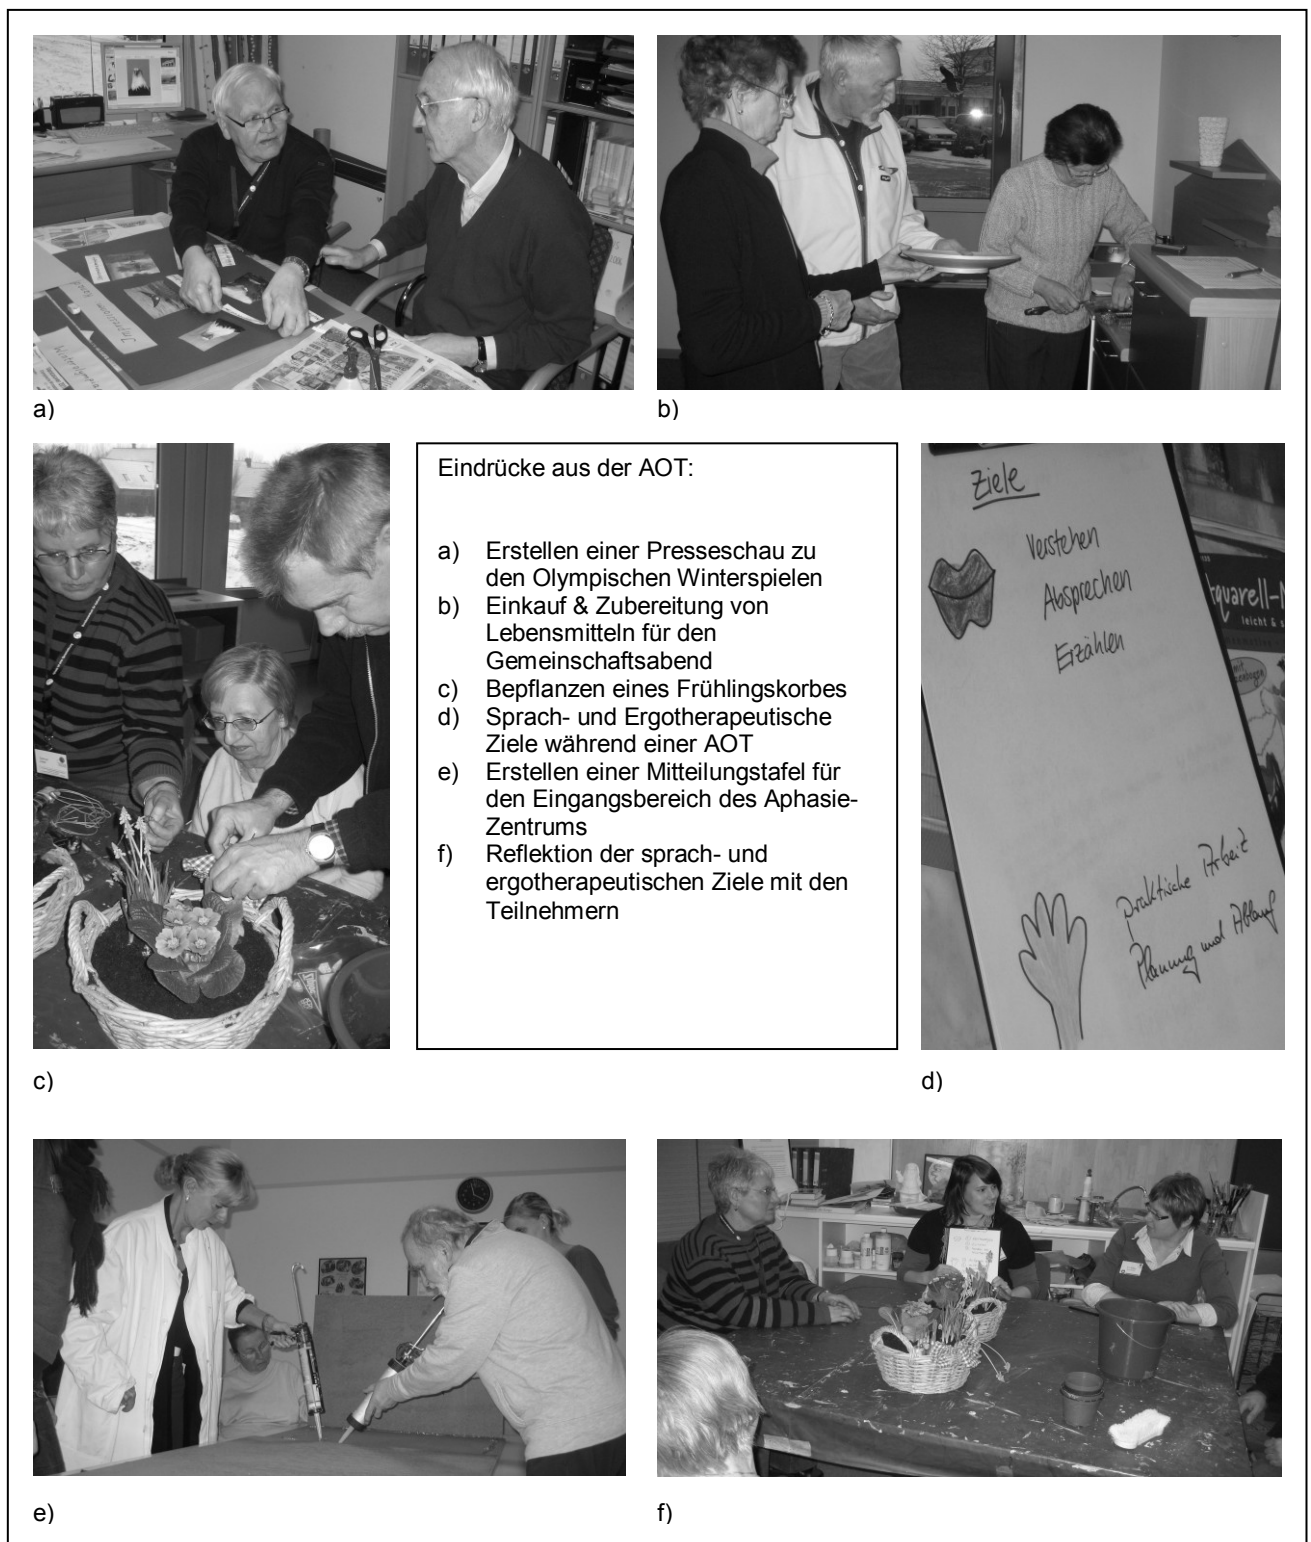 a)
b)
Eindrücke aus der AOT:
a) Erstellen einer Presseschau zu
den Olympischen Winterspielen
b) Einkauf & Zubereitung von
Lebensmitteln für den
Gemeinschaftsabend
c) Bepflanzen eines Frühlingskorbes
d) Sprach- und Ergotherapeutische
Ziele während einer AOT
e) Erstellen einer Mitteilungstafel für
den Eingangsbereich des Aphasie-
Zentrums
f) Reflektion der sprach- und
ergotherapeutischen Ziele mit den
Teilnehmern
Ziele
Verstehen
Absprechen
Erzählen
praktische Arbeit
Planung und Ablauf
quarell-
leicht &
c)
d)
e)
f)